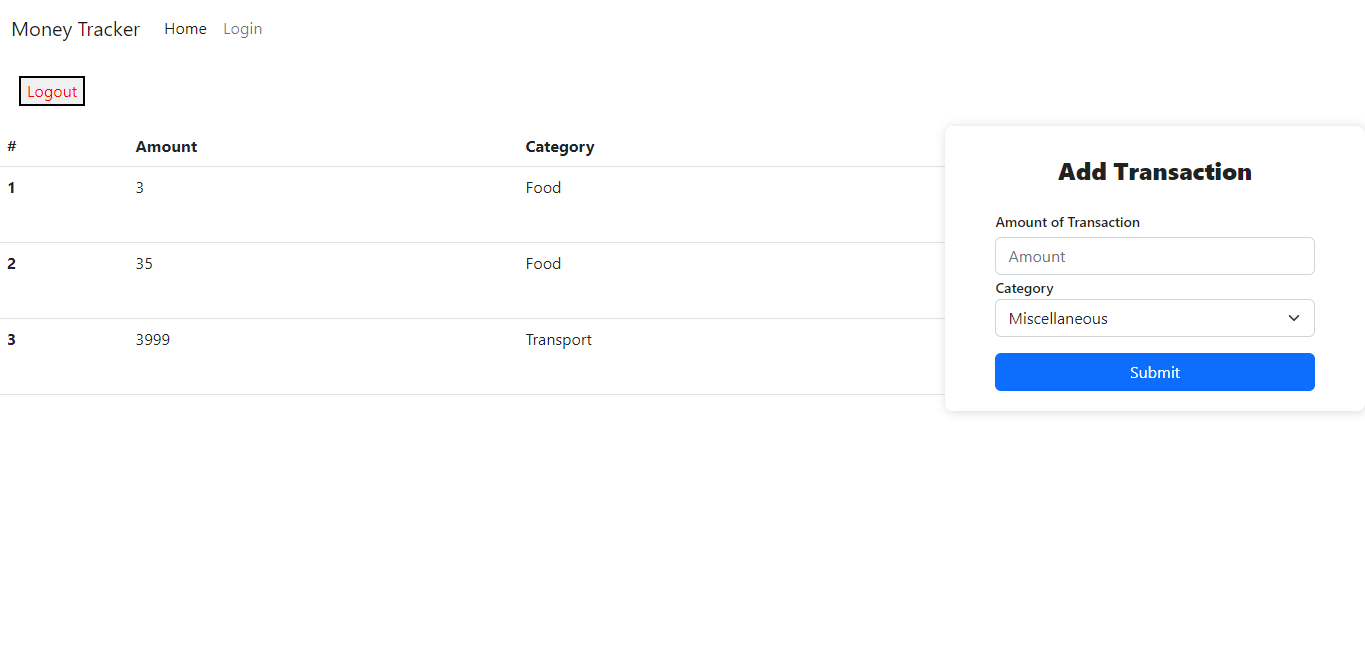 Money Tracker Home Login
Logout
# Amount Category
1 3 Food
2 35 Food
3 3999 Transport
Add Transaction
Amount of Transaction
Amount
Category
Miscellaneous
Submit